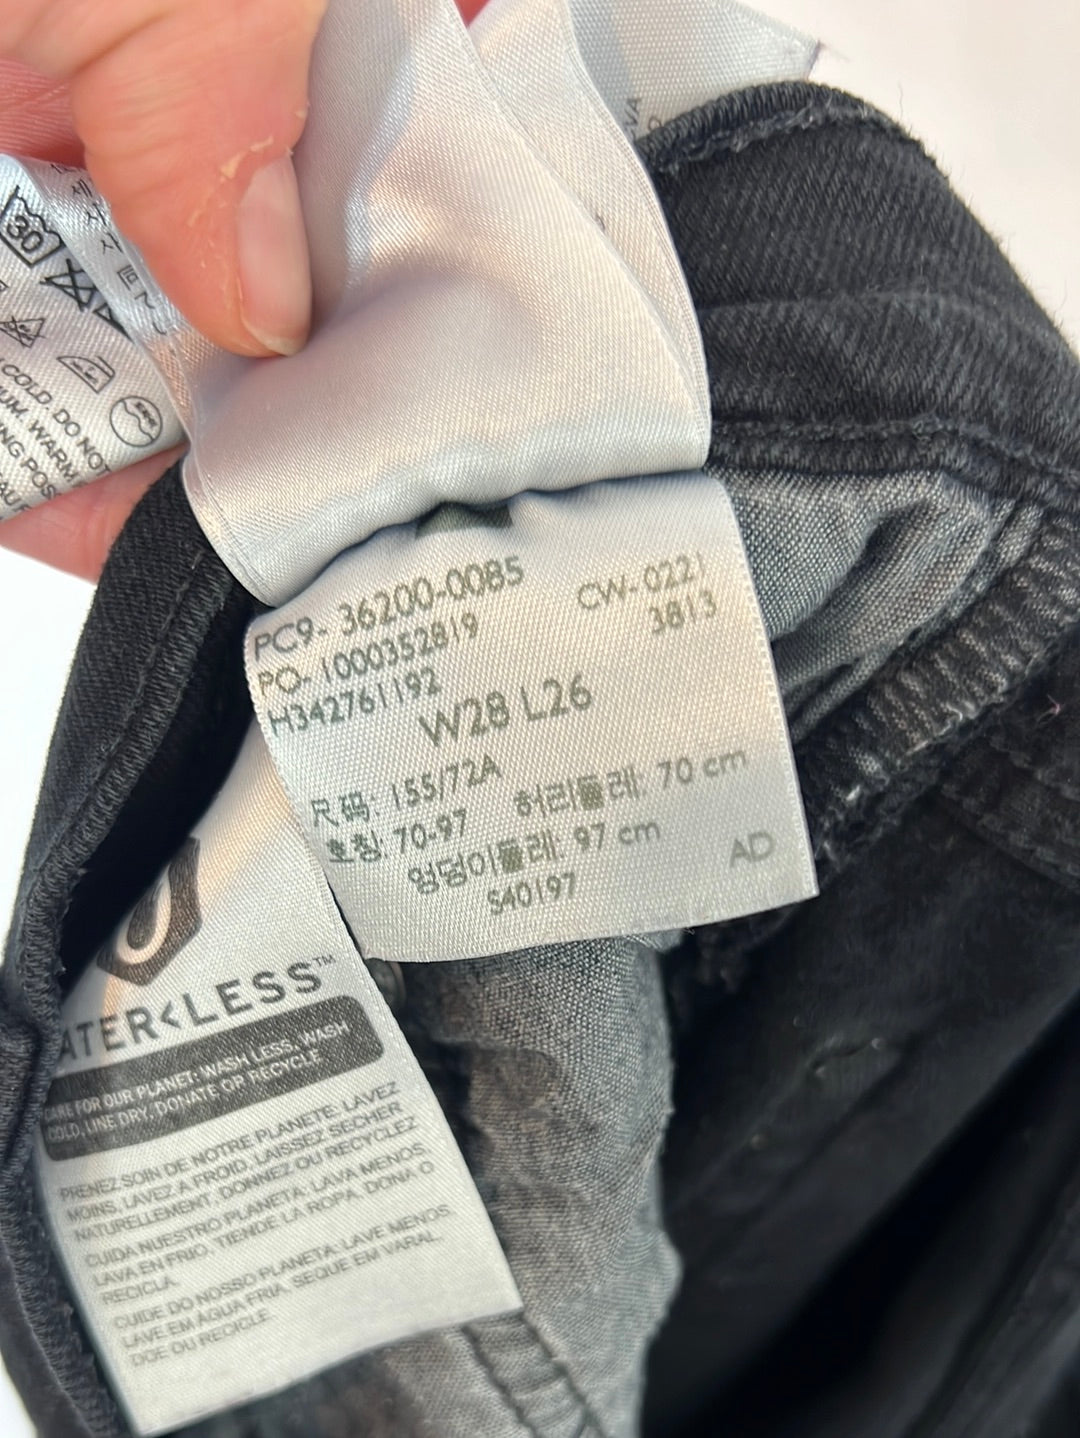 30
COLD DO NOT
PC9- 36200-0085
CW- 0221
PO- 1000352819
3813
H342761192
W28 L26
尺码: 155/72A
허리둘레: 70 cm
호칭: 70-97
엉덩이둘레: 97 cm
S40197
AD
ATER<LESS™
CARE FOR OUR PLANET: WASH LESS, WASH
COLD, LINE DRY, DONATE OR RECYCLE
PRENEZ SOIN DE NOTRE PLANETE: LAVEZ
MOINS, LAVEZ A FROID, LAISSEZ SECHER
NATURELLEMENT, DONNEZ OU RECYCLEZ
CUIDA NUESTRO PLANETA: LAVA MENOS,
LAVA EN FRIO, TIENDE LA ROPA, DONA O
RECICLA.
CUIDE DO NOSSO PLANETA: LAVE MENOS,
LAVE EM ÁGUA FRIA, SEQUE EM VARAL,
DOE OU RECICLE.